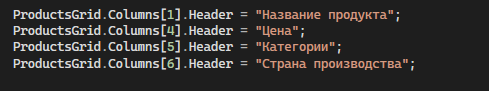 ProductsGrid.Columns[1].Header = "Название продукта";
ProductsGrid.Columns[4].Header = "Цена";
ProductsGrid.Columns[5].Header = "Категории";
ProductsGrid.Columns[6].Header = "Страна производства";